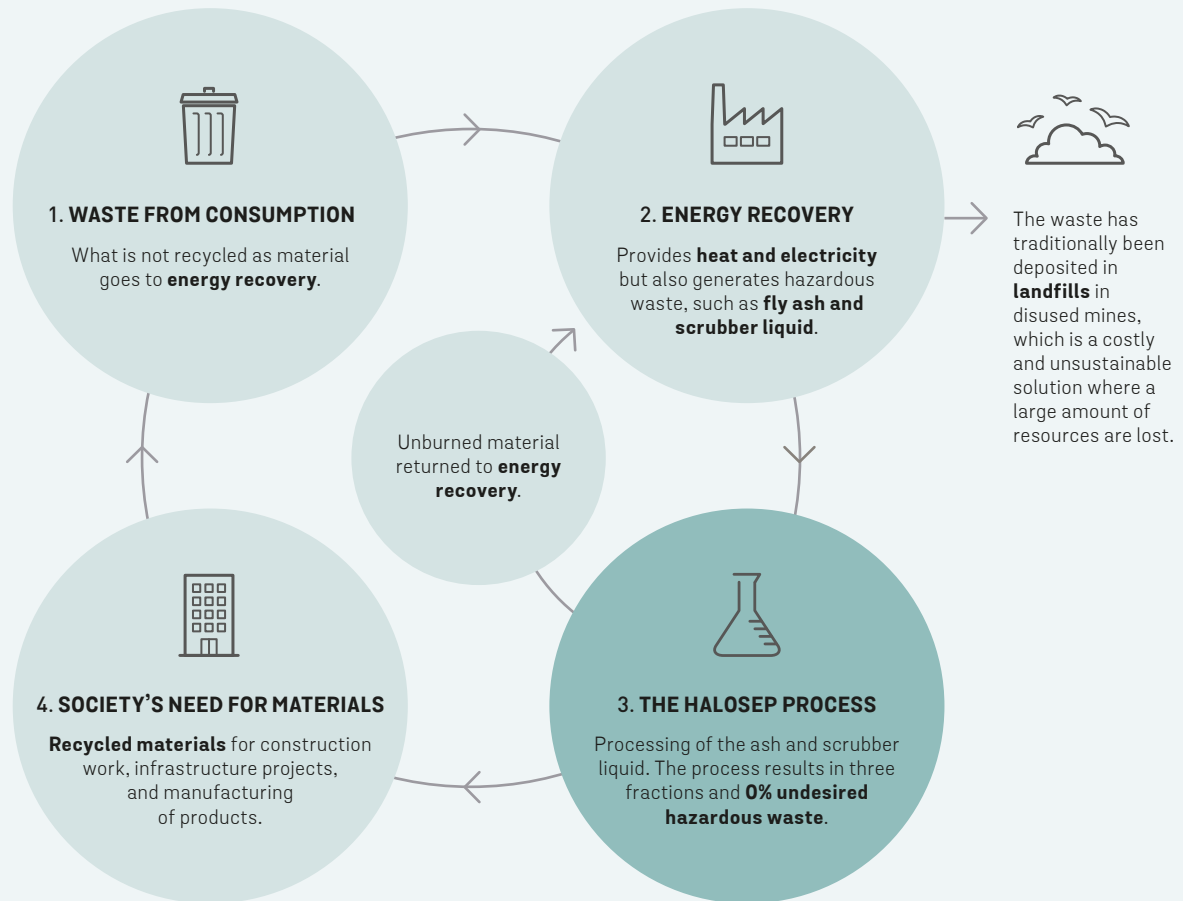 1. WASTE FROM CONSUMPTION
What is not recycled as material
goes to energy recovery.
2. ENERGY RECOVERY
Provides heat and electricity
but also generates hazardous
waste, such as fly ash and
scrubber liquid.
The waste has
traditionally been
deposited in
landfills in
disused mines,
which is a costly
and unsustainable
solution where a
large amount of
resources are lost.
Unburned material
returned to energy
recovery.
3. THE HALOSEP PROCESS
Processing of the ash and scrubber
liquid. The process results in three
fractions and 0% undesired
hazardous waste.
4. SOCIETY’S NEED FOR MATERIALS
Recycled materials for construction
work, infrastructure projects,
and manufacturing
of products.